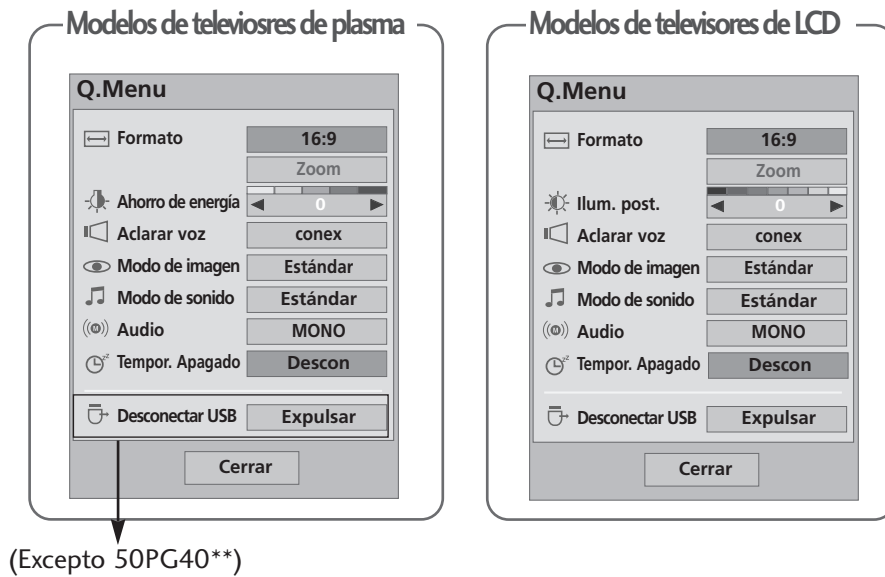 Modelos de televiosres de plasma
Q.Menu
Formato 16:9
Zoom
Ahorro de energía ◀ 0 ▶
Aclarar voz conex
Modo de imagen Estándar
Modo de sonido Estándar
Audio MONO
Tempor. Apagado Descon
Desconectar USB Expulsar
Cerrar
(Excepto 50PG40**)
Modelos de televisores de LCD
Q.Menu
Formato 16:9
Zoom
Ilum. post. ◀ 0 ▶
Aclarar voz conex
Modo de imagen Estándar
Modo de sonido Estándar
Audio MONO
Tempor. Apagado Descon
Desconectar USB Expulsar
Cerrar